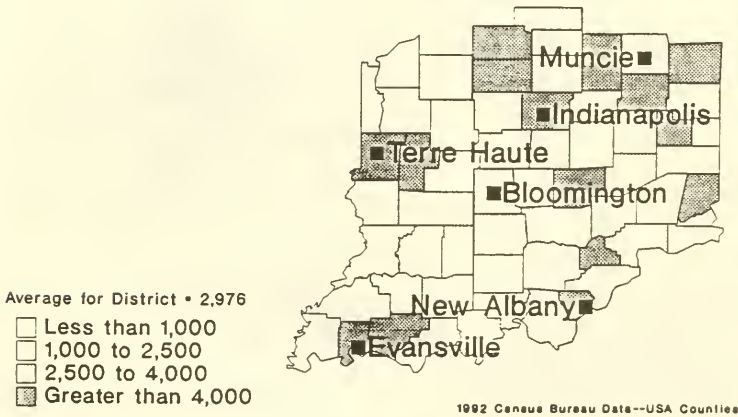 Muncie
Indianapolis
Terre Haute
Bloomington
Average for District • 2,976
New Albany
Less than 1,000
1,000 to 2,500
2,500 to 4,000
Evansville
Greater than 4,000
1992 Census Bureau Data--USA Counties